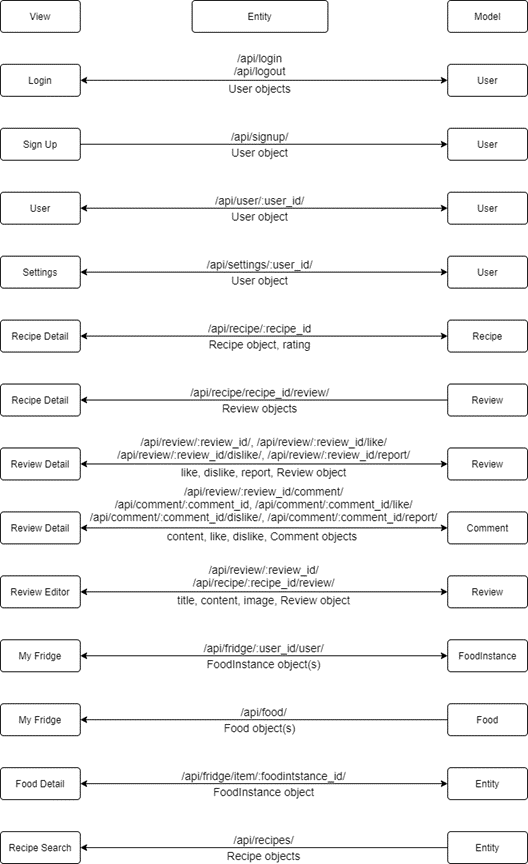 View Entity Model
/api/login
/api/logout
Login User
User objects
/api/signup/
Sign Up User
User object
/api/user/:user_id/
User User
User object
/api/settings/:user_id/
Settings User
User object
/api/recipe/:recipe_id
Recipe Detail Recipe
Recipe object, rating
/api/recipe/recipe_id/review/
Recipe Detail Review
Review objects
/api/review/:review_id/, /api/review/:review_id/like/
/api/review/:review_id/dislike/, /api/review/:review_id/report/
Review Detail Review
like, dislike, report, Review object
/api/review/:review_id/comment/
/api/comment/:comment_id, /api/comment/:comment_id/like/
/api/comment/:comment_id/dislike/, /api/comment/:comment_id/report/
Review Detail Comment
content, like, dislike, Comment objects
/api/review/:review_id/
/api/recipe/:recipe_id/review/
Review Editor Review
title, content, image, Review object
/api/fridge/:user_id/user/
My Fridge FoodInstance
FoodInstance object(s)
/api/food/
My Fridge Food
Food object(s)
/api/fridge/item/:foodintstance_id/
Food Detail Entity
FoodInstance object
/api/recipes/
Recipe Search Entity
Recipe objects